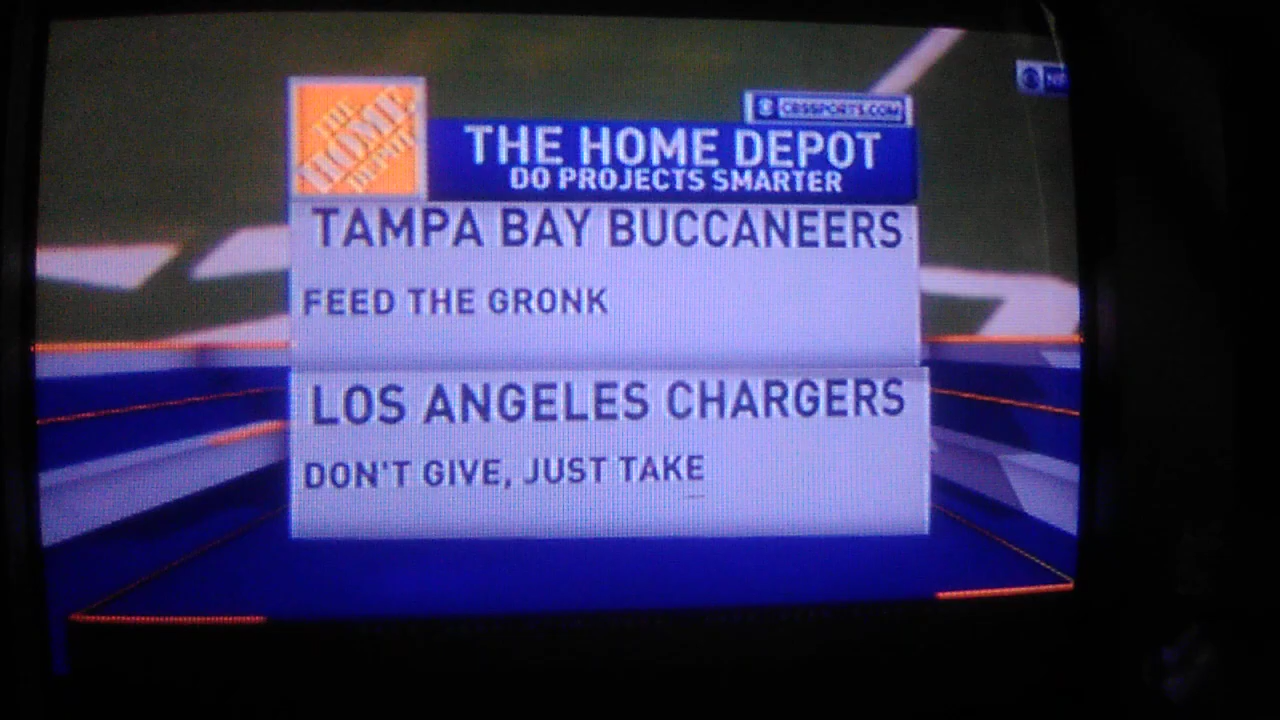 THE
HOME
DEPOT
CBSSPORTS.COM
THE HOME DEPOT
DO PROJECTS SMARTER
TAMPA BAY BUCCANEERS
FEED THE GRONK
LOS ANGELES CHARGERS
DON'T GIVE, JUST TAKE